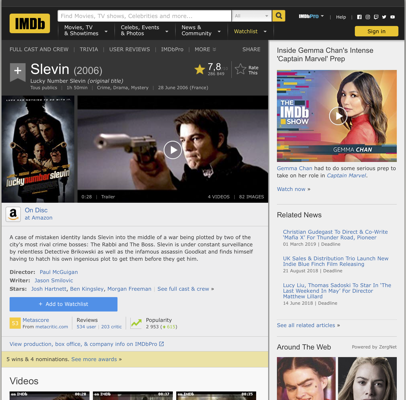 IMDb
Find Movies, TV shows, Celebrities and more...
All
IMDbPro
Help
Movies, TV
& Showtimes
Celebs, Events
& Photos
News &
Community
Watchlist
Sign in
FULL CAST AND CREW | TRIVIA | USER REVIEWS | IMDbPro | MORE
SHARE
Slevin (2006)
Lucky Number Slevin (original title)
Tous publics | 1h 50min | Crime, Drama, Mystery | 28 June 2006 (France)
7,8
Rate
This
lucky number slevin
0:28 | Trailer
4 VIDEOS | 82 IMAGES
a
On Disc
at Amazon
A case of mistaken identity lands Slevin into the middle of a war being plotted by two of the
city's most rival crime bosses: The Rabbi and The Boss. Slevin is under constant surveillance
by relentless Detective Brikowski as well as the infamous assassin Goodkat and finds himself
having to hatch his own ingenious plot to get them before they get him.
Director: Paul McGuigan
Writer: Jason Smilovic
Stars: Josh Hartnett, Ben Kingsley, Morgan Freeman | See full cast & crew »
+ Add to Watchlist
Metascore
From metacritic.com
Reviews
534 user | 203 critic
Popularity
2 953
View production, box office, & company info on IMDbPro
5 wins & 4 nominations. See more awards »
Videos
Inside Gemma Chan's Intense
'Captain Marvel' Prep
THE
IMDb
SHOW
GEMMA CHAN
Gemma Chan had to do some serious prep to
take on her role in Captain Marvel.
Watch now »
Related News
Christian Gudegast To Direct & Co-Write
'Mafia X' For Thunder Road, Pioneer
01 March 2019 | Deadline
UK Sales & Distribution Trio Launch New
Indie Blue Finch Film Releasing
21 August 2018 | Deadline
Lucy Liu, Thomas Sadoski To Star In 'The
Last Weekend In May' For Director
Matthew Lillard
14 June 2018 | Deadline
See all related articles »
Around The Web | Powered by ZergNet